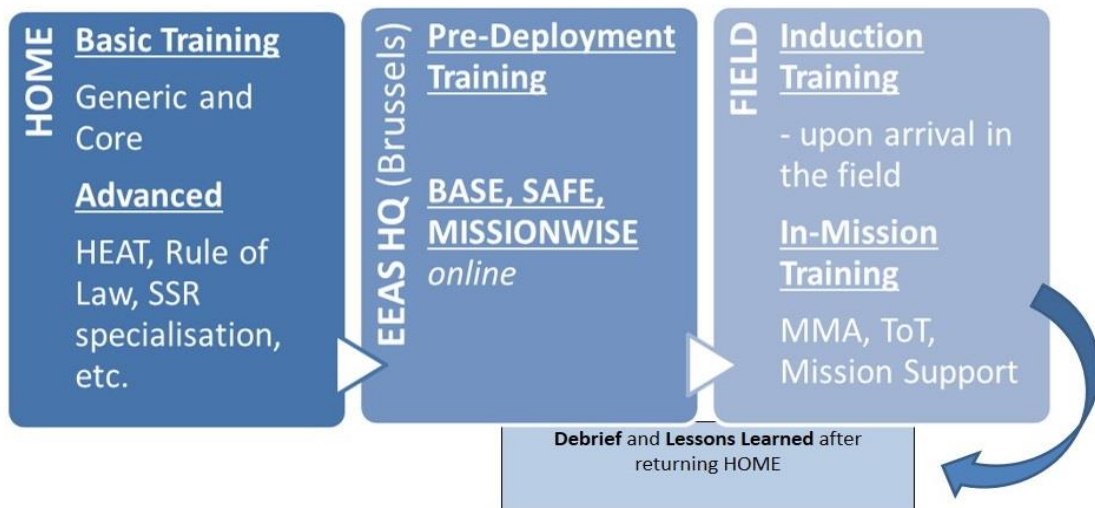 HOME
Basic Training
Generic and
Core
Advanced
HEAT, Rule of
Law, SSR
specialisation,
etc.
EEAS HQ (Brussels)
Pre-Deployment
Training
BASE, SAFE,
MISSIONWISE
online
FIELD
Induction
Training
- upon arrival in
the field
In-Mission
Training
MMA, ToT,
Mission Support
Debrief and Lessons Learned after
returning HOME